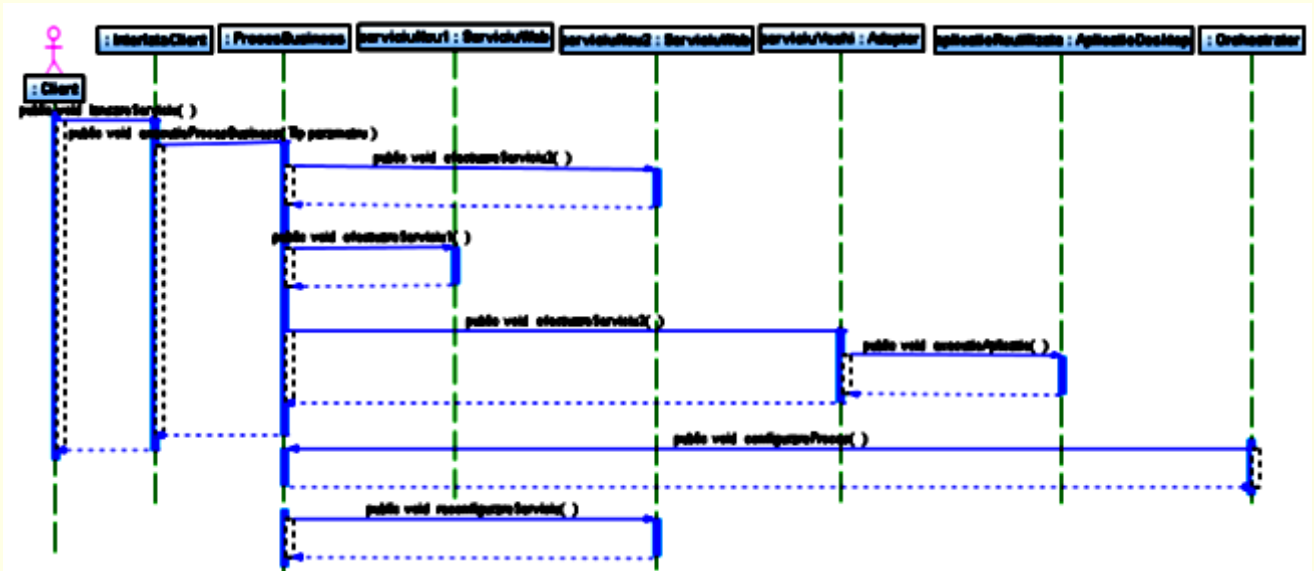 : InterfataClient
: ProcesBusiness
serviciuNou1 : ServiciuWeb
serviciuNou2 : ServiciuWeb
serviciuVechi : Adaptor
aplicatieReutilizata : AplicatieDesktop
: Orchestrator
: Client
public void lansareServiciu( )
public void executieProcesBusiness( Tip parametru )
public void efectuareServiciu2( )
public void efectuareServiciu1( )
public void efectuareServiciu3( )
public void executieAplicatie( )
public void configurareProces( )
public void reconfigurareServiciu( )